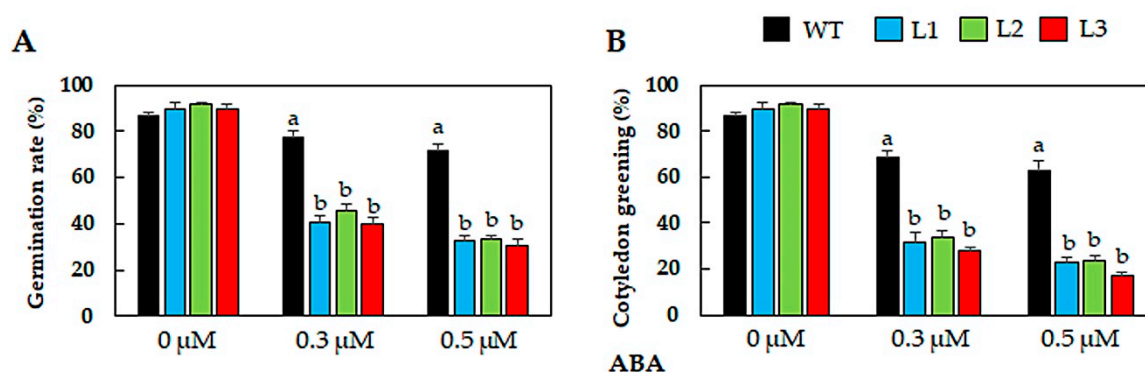 A
B
WT L1 L2 L3
Germination rate (%)
100
80
60
40
20
0
a
b b b
a
b b b
0 μM 0.3 μM 0.5 μM
Cotyledon greening (%)
100
80
60
40
20
0
a
b b b
a
b b b
0 μM 0.3 μM 0.5 μM
ABA